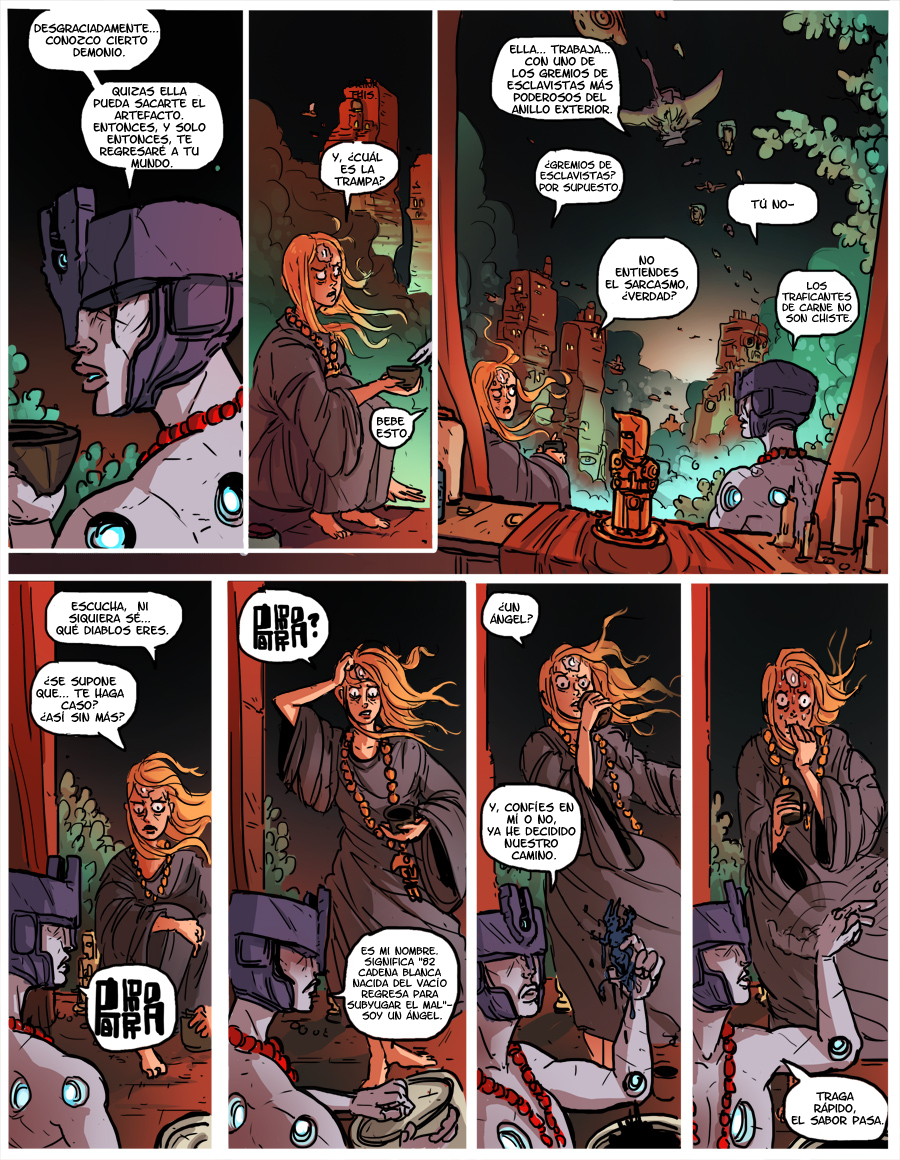 DESGRACIADAMENTE...
CONOZCO CIERTO
DEMONIO.
QUIZAS ELLA
PUEDA SACARTE EL
ARTEFACTO.
ENTONCES, Y SOLO
ENTONCES, TE
REGRESARÉ A TU
MUNDO.
THIS
Y, ¿CUÁL
ES LA
TRAMPA?
BEBE
ESTO
ELLA... TRABAJA...
CON UNO DE
LOS GREMIOS DE
ESCLAVISTAS MÁS
PODEROSOS DEL
ANILLO EXTERIOR.
¿GREMIOS DE
ESCLAVISTAS?
POR SUPUESTO.
TÚ NO-
NO
ENTIENDES
EL SARCASMO,
¿VERDAD?
LOS
TRAFICANTES
DE CARNE NO
SON CHISTE.
ESCUCHA, NI
SIQUIERA SÉ...
QUÉ DIABLOS ERES.
¿SE SUPONE
QUE... TE HAGA
CASO?
¿ASÍ SIN MÁS?
ES MI NOMBRE.
SIGNIFICA "82
CADENA BLANCA
NACIDA DEL VACÍO
REGRESA PARA
SUBYUGAR EL MAL"-
SOY UN ÁNGEL.
¿UN
ÁNGEL?
Y, CONFÍES EN
MÍ O NO,
YA HE DECIDIDO
NUESTRO
CAMINO.
TRAGA
RÁPIDO,
EL SABOR PASA.